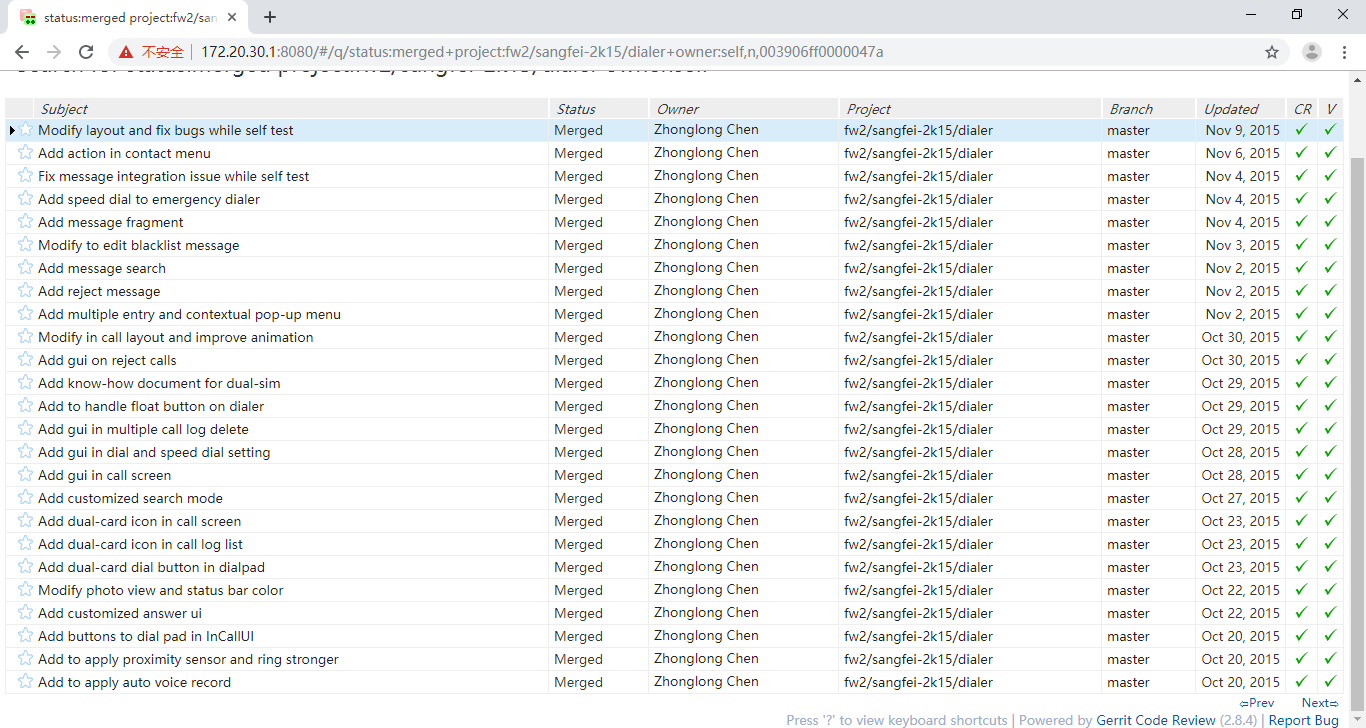 status:merged project:fw2/san
不安全 172.20.30.1:8080/#/q/status:merged+project:fw2/sangfei-2k15/dialer+owner:self,n,003906ff0000047a
Search for status:merged project:fw2/sangfei-2k15/dialer owner:self
Subject Status Owner Project Branch Updated CR V
Modify layout and fix bugs while self test Merged Zhonglong Chen fw2/sangfei-2k15/dialer master Nov 9, 2015 ✓ ✓
Add action in contact menu Merged Zhonglong Chen fw2/sangfei-2k15/dialer master Nov 6, 2015 ✓ ✓
Fix message integration issue while self test Merged Zhonglong Chen fw2/sangfei-2k15/dialer master Nov 4, 2015 ✓ ✓
Add speed dial to emergency dialer Merged Zhonglong Chen fw2/sangfei-2k15/dialer master Nov 4, 2015 ✓ ✓
Add message fragment Merged Zhonglong Chen fw2/sangfei-2k15/dialer master Nov 4, 2015 ✓ ✓
Modify to edit blacklist message Merged Zhonglong Chen fw2/sangfei-2k15/dialer master Nov 3, 2015 ✓ ✓
Add message search Merged Zhonglong Chen fw2/sangfei-2k15/dialer master Nov 2, 2015 ✓ ✓
Add reject message Merged Zhonglong Chen fw2/sangfei-2k15/dialer master Nov 2, 2015 ✓ ✓
Add multiple entry and contextual pop-up menu Merged Zhonglong Chen fw2/sangfei-2k15/dialer master Nov 2, 2015 ✓ ✓
Modify in call layout and improve animation Merged Zhonglong Chen fw2/sangfei-2k15/dialer master Oct 30, 2015 ✓ ✓
Add gui on reject calls Merged Zhonglong Chen fw2/sangfei-2k15/dialer master Oct 30, 2015 ✓ ✓
Add know-how document for dual-sim Merged Zhonglong Chen fw2/sangfei-2k15/dialer master Oct 29, 2015 ✓ ✓
Add to handle float button on dialer Merged Zhonglong Chen fw2/sangfei-2k15/dialer master Oct 29, 2015 ✓ ✓
Add gui in multiple call log delete Merged Zhonglong Chen fw2/sangfei-2k15/dialer master Oct 29, 2015 ✓ ✓
Add gui in dial and speed dial setting Merged Zhonglong Chen fw2/sangfei-2k15/dialer master Oct 28, 2015 ✓ ✓
Add gui in call screen Merged Zhonglong Chen fw2/sangfei-2k15/dialer master Oct 28, 2015 ✓ ✓
Add customized search mode Merged Zhonglong Chen fw2/sangfei-2k15/dialer master Oct 27, 2015 ✓ ✓
Add dual-card icon in call screen Merged Zhonglong Chen fw2/sangfei-2k15/dialer master Oct 23, 2015 ✓ ✓
Add dual-card icon in call log list Merged Zhonglong Chen fw2/sangfei-2k15/dialer master Oct 23, 2015 ✓ ✓
Add dual-card dial button in dialpad Merged Zhonglong Chen fw2/sangfei-2k15/dialer master Oct 23, 2015 ✓ ✓
Modify photo view and status bar color Merged Zhonglong Chen fw2/sangfei-2k15/dialer master Oct 22, 2015 ✓ ✓
Add customized answer ui Merged Zhonglong Chen fw2/sangfei-2k15/dialer master Oct 22, 2015 ✓ ✓
Add buttons to dial pad in InCallUI Merged Zhonglong Chen fw2/sangfei-2k15/dialer master Oct 20, 2015 ✓ ✓
Add to apply proximity sensor and ring stronger Merged Zhonglong Chen fw2/sangfei-2k15/dialer master Oct 20, 2015 ✓ ✓
Add to apply auto voice record Merged Zhonglong Chen fw2/sangfei-2k15/dialer master Oct 20, 2015 ✓ ✓
⇦Prev Next⇨
Press '?' to view keyboard shortcuts | Powered by Gerrit Code Review (2.8.4) | Report Bug